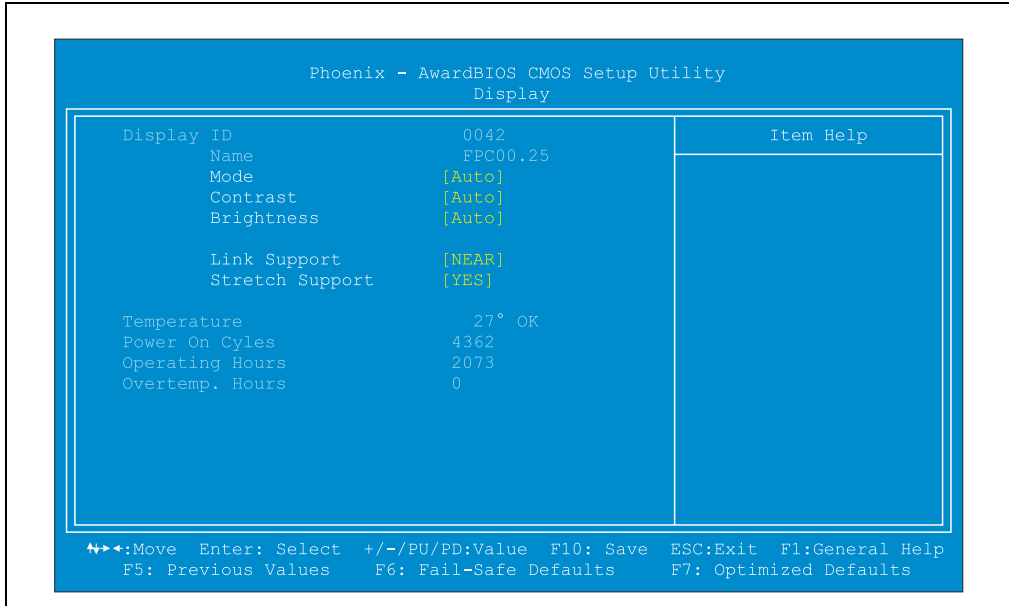 Phoenix - AwardBIOS CMOS Setup Utility
Display
Display ID 0042
Name FPC00.25
Mode [Auto]
Contrast [Auto]
Brightness [Auto]
Link Support [NEAR]
Stretch Support [YES]
Temperature 27° OK
Power On Cyles 4362
Operating Hours 2073
Overtemp. Hours 0
Item Help
:Move Enter: Select +/-/PU/PD:Value F10: Save ESC:Exit F1:General Help
F5: Previous Values F6: Fail-Safe Defaults F7: Optimized Defaults